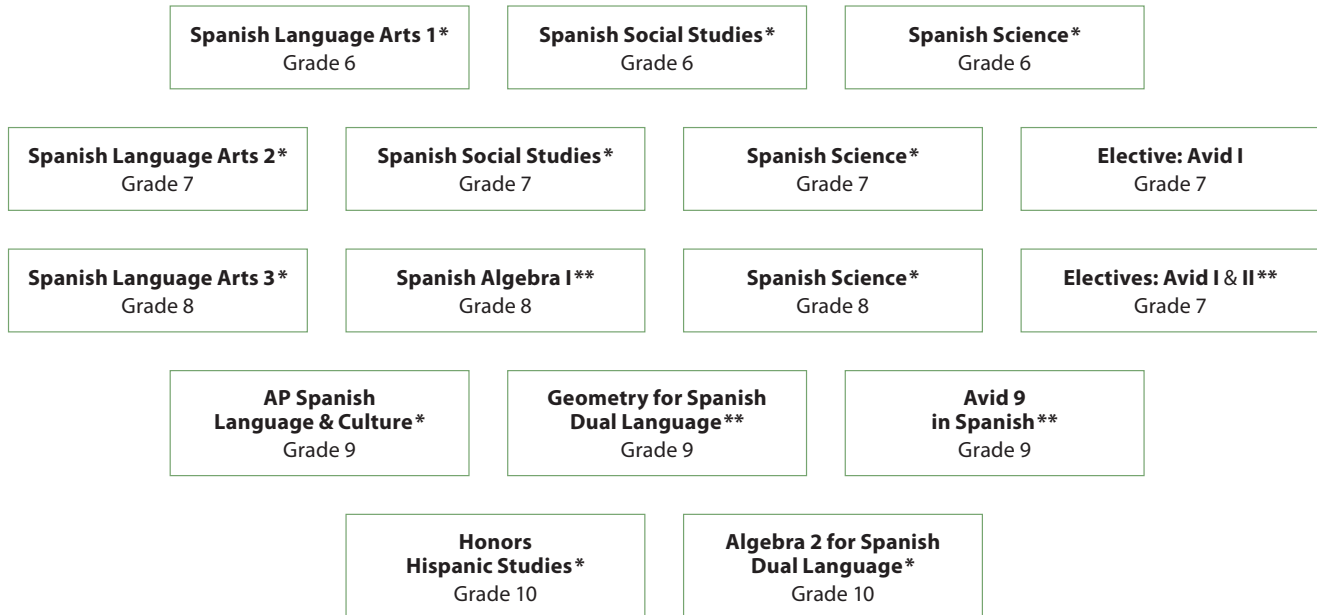 Spanish Language Arts 1*
Grade 6
Spanish Social Studies*
Grade 6
Spanish Science*
Grade 6
Spanish Language Arts 2*
Grade 7
Spanish Social Studies*
Grade 7
Spanish Science*
Grade 7
Elective: Avid I
Grade 7
Spanish Language Arts 3*
Grade 8
Spanish Algebra I**
Grade 8
Spanish Science*
Grade 8
Electives: Avid I & II**
Grade 7
AP Spanish
Language & Culture*
Grade 9
Geometry for Spanish
Dual Language**
Grade 9
Avid 9
in Spanish**
Grade 9
Honors
Hispanic Studies*
Grade 10
Algebra 2 for Spanish
Dual Language*
Grade 10